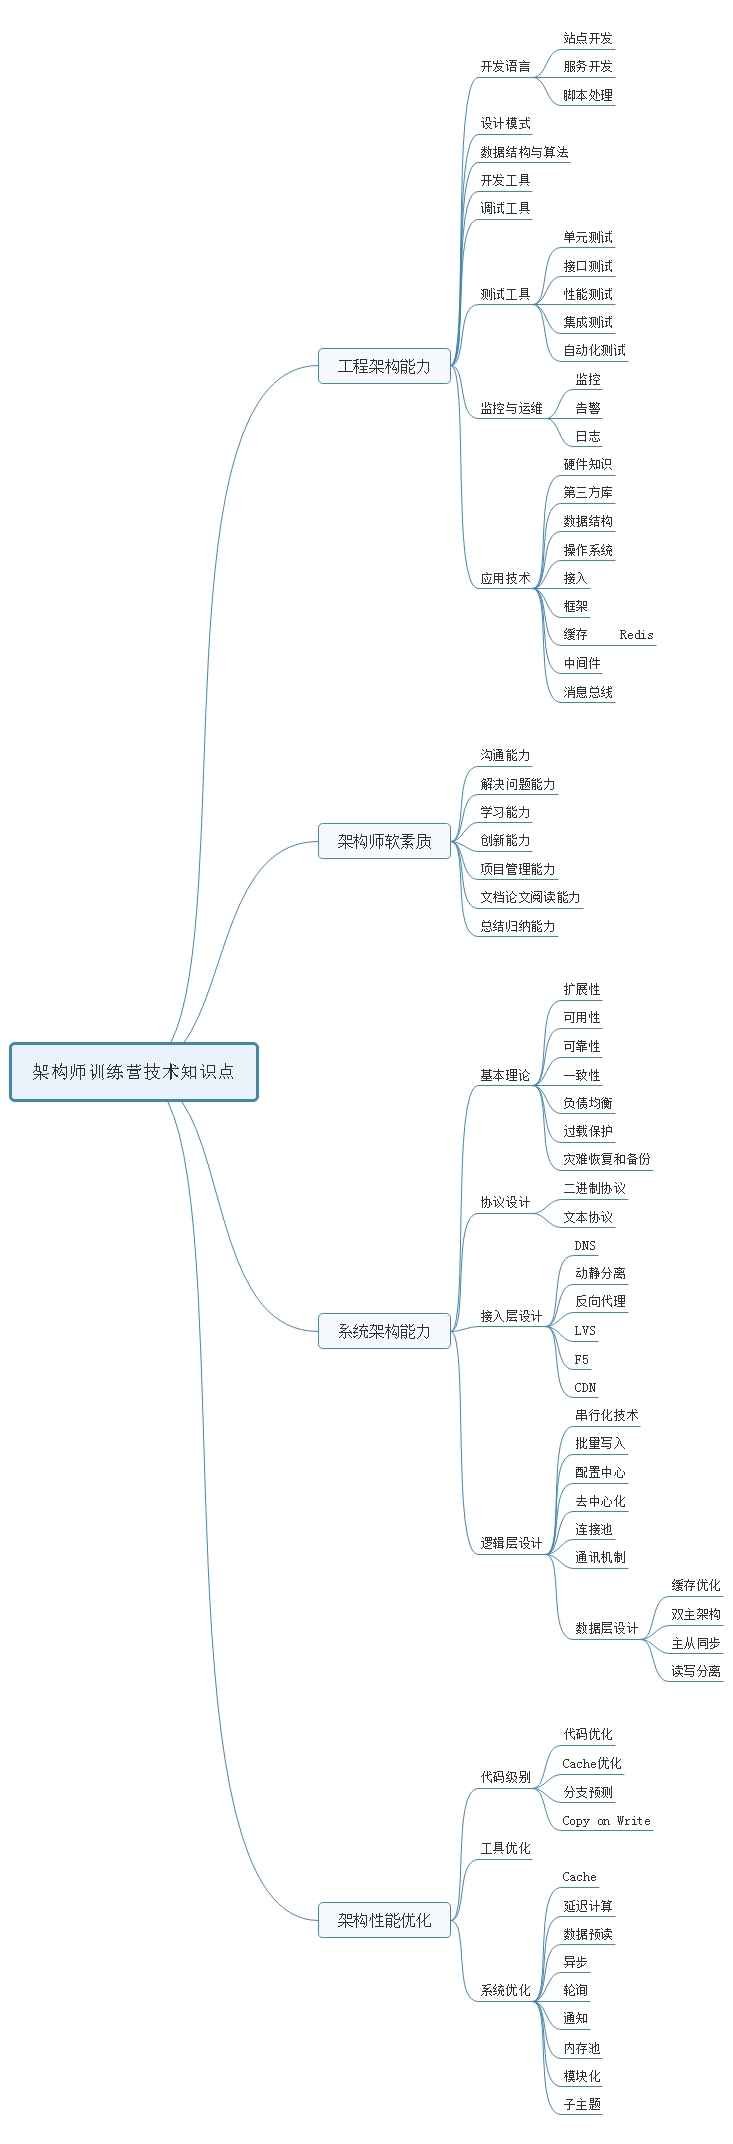 架构师训练营技术知识点
工程架构能力
开发语言
站点开发
服务开发
脚本处理
设计模式
数据结构与算法
开发工具
调试工具
测试工具
单元测试
接口测试
性能测试
集成测试
自动化测试
监控与运维
监控
告警
日志
应用技术
硬件知识
第三方库
数据结构
操作系统
接入
框架
缓存 Redis
中间件
消息总线
架构师软素质
沟通能力
解决问题能力
学习能力
创新能力
项目管理能力
文档论文阅读能力
总结归纳能力
系统架构能力
基本理论
扩展性
可用性
可靠性
一致性
负债均衡
过载保护
灾难恢复和备份
协议设计
二进制协议
文本协议
接入层设计
DNS
动静分离
反向代理
LVS
F5
CDN
逻辑层设计
串行化技术
批量写入
配置中心
去中心化
连接池
通讯机制
数据层设计
缓存优化
双主架构
主从同步
读写分离
架构性能优化
代码级别
代码优化
Cache优化
分支预测
Copy on Write
工具优化
系统优化
Cache
延迟计算
数据预读
异步
轮询
通知
内存池
模块化
子主题